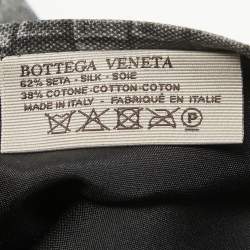 BOTTEGA VENETA
62% SETA - SILK - SOIE
38% COTONE - COTTON - COTON
MADE IN ITALY - FABRIQUÉ EN ITALIE
P